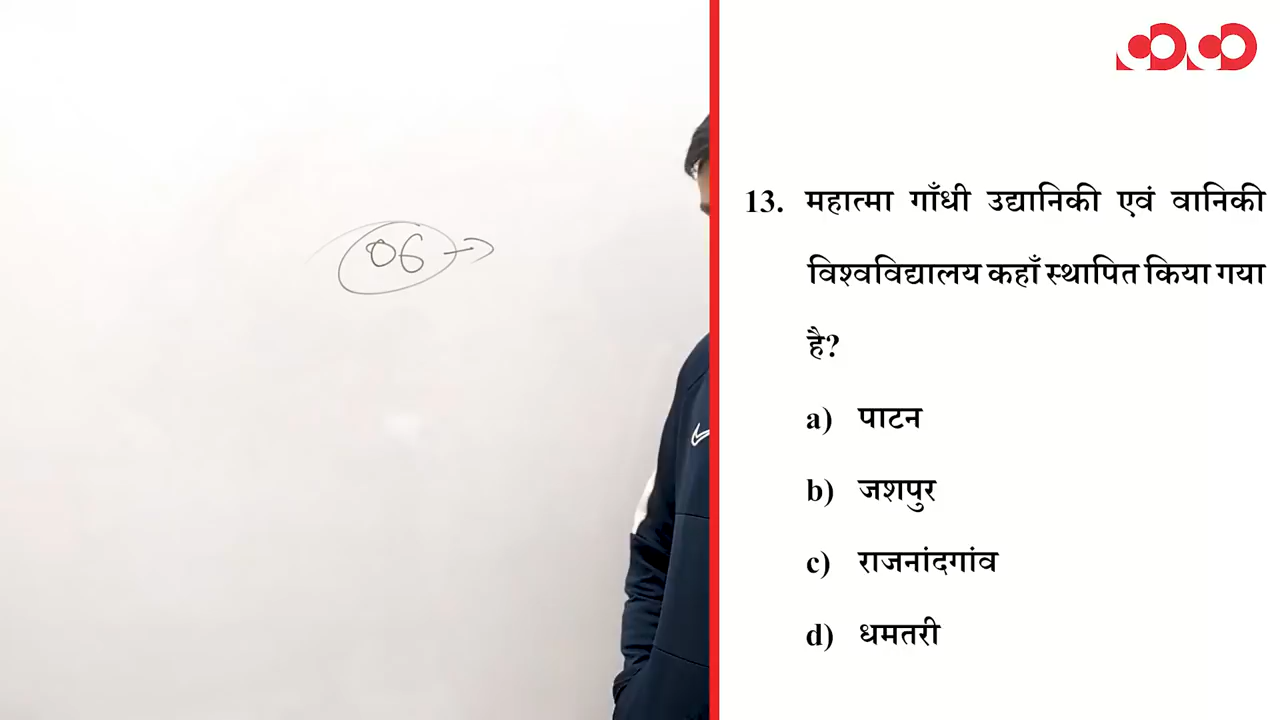 06 →
13. महात्मा गाँधी उद्यानिकी एवं वानिकी
विश्वविद्यालय कहाँ स्थापित किया गया
है?
a) पाटन
b) जशपुर
c) राजनांदगांव
d) धमतरी